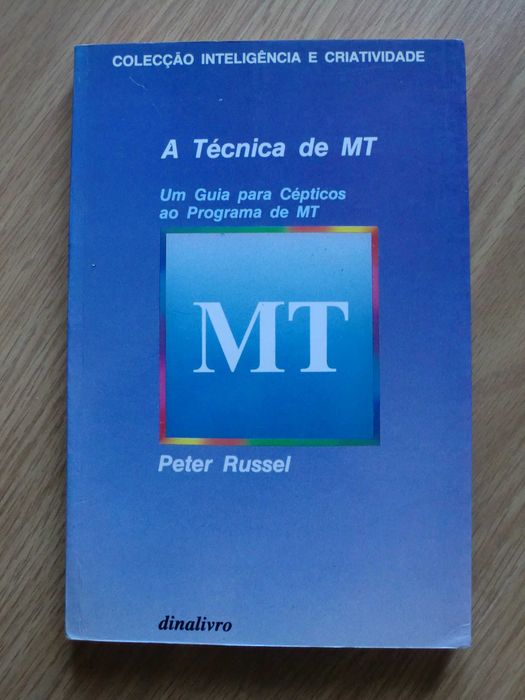 COLECÇÃO INTELIGÊNCIA E CRIATIVIDADE
A Técnica de MT
Um Guia para Cépticos
ao Programa de MT
MT
Peter Russel
dinalivro